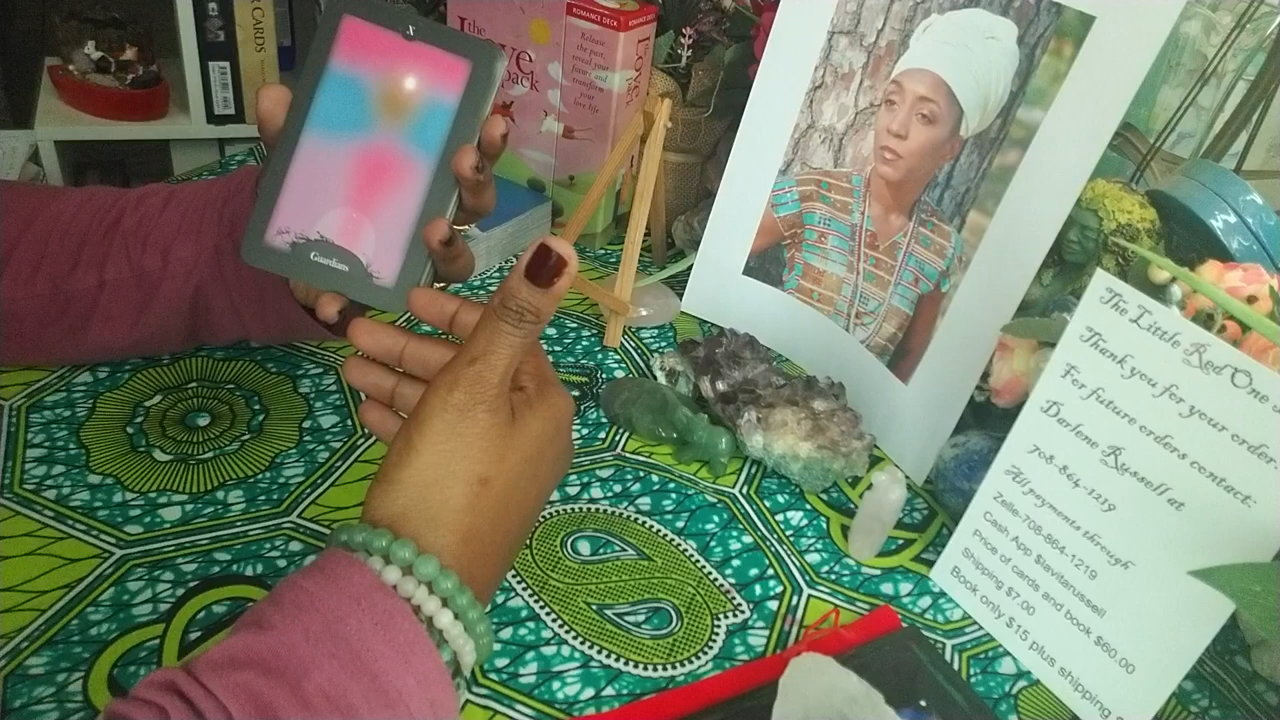 x
Guardians
CARDS
the
Love
pack
ROMANCE DECK
Release
the past,
reveal your
future and
transform
your love life
the
Love
pack
The Little Red One
Thank you for your order.
For future orders contact:
Darlene Russell at
708-864-1219
All payments through
Zelle-708-864-1219
Cash App $lavitarussell
Price of cards and book $60.00
Shipping $7.00
Book only $15 plus shipping